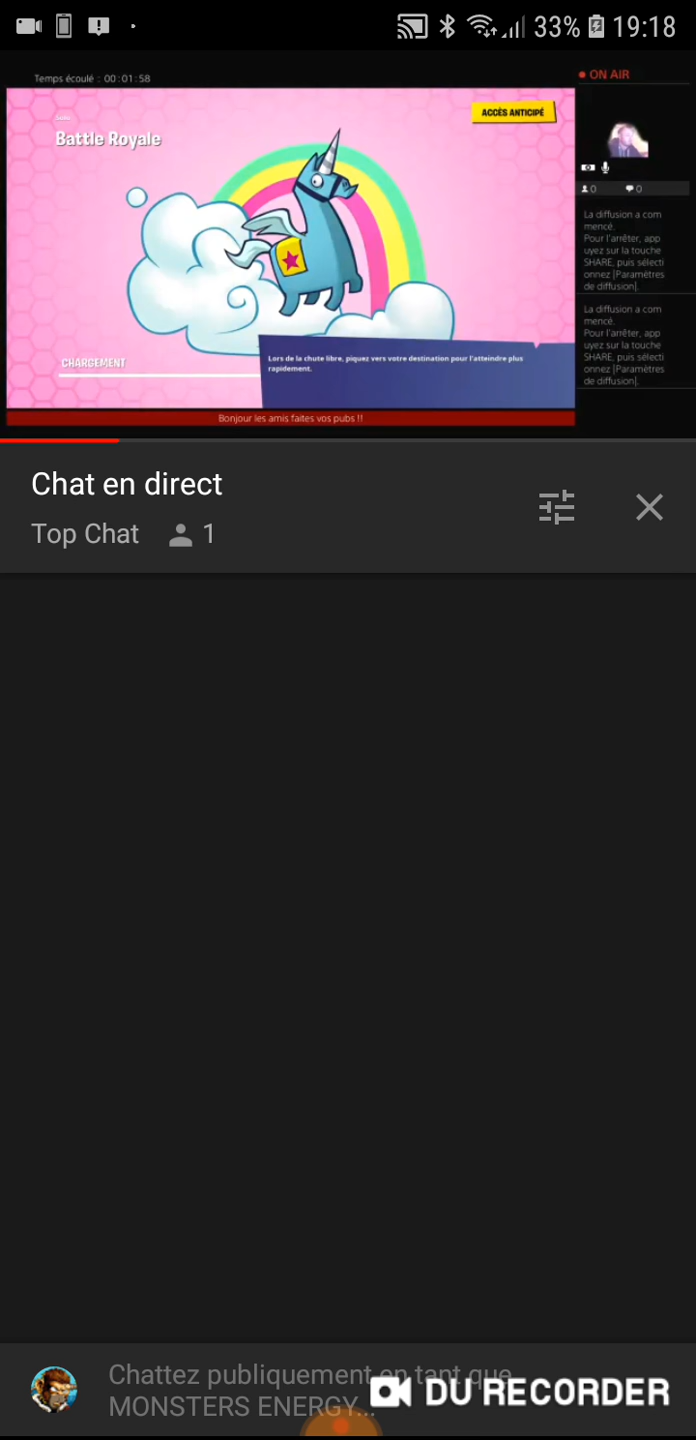 33% 19:18
Temps écoulé : 00:01:58
ON AIR
Solo
Battle Royale
ACCÈS ANTICIPÉ
0 0
La diffusion a com
mencé.
Pour l'arrêter, app
uyez sur la touche
SHARE, puis sélecti
onnez [Paramètres
de diffusion].
La diffusion a com
mencé.
Pour l'arrêter, app
uyez sur la touche
SHARE, puis sélecti
onnez [Paramètres
de diffusion].
CHARGEMENT
Lors de la chute libre, piquez vers votre destination pour l'atteindre plus
rapidement.
Bonjour les amis faites vos pubs !!
Chat en direct
Top Chat 1
Chattez publiquement en tant que
MONSTERS ENERGY...
DU RECORDER